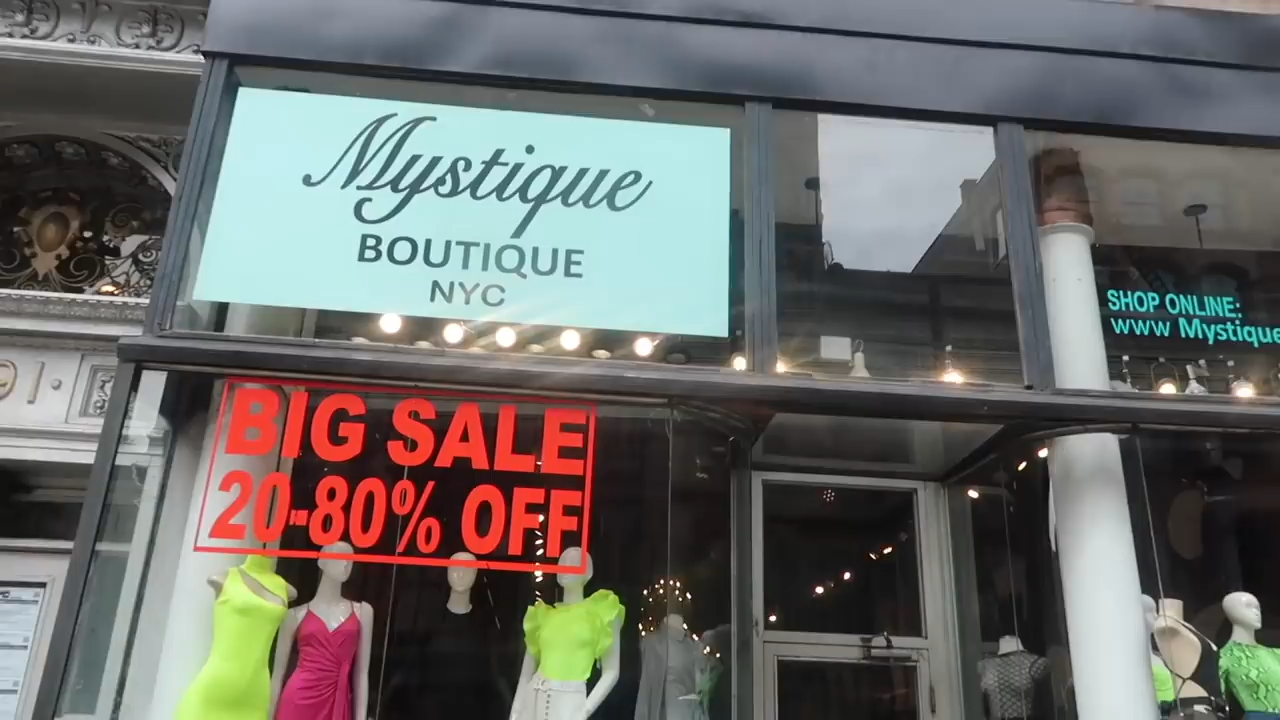 Mystique
BOUTIQUE
NYC
SHOP ONLINE:
www Mystique
BIG SALE
20-80% OFF